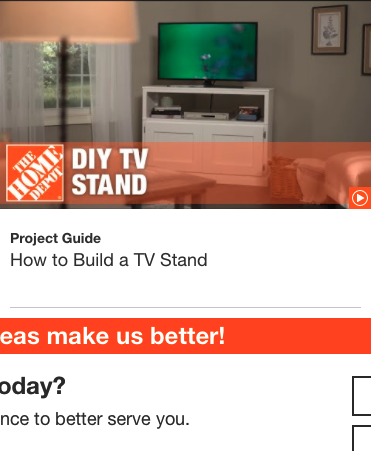 THE
HOME
DEPOT
DIY TV
STAND
Project Guide
How to Build a TV Stand
eas make us better!
oday?
nce to better serve you.